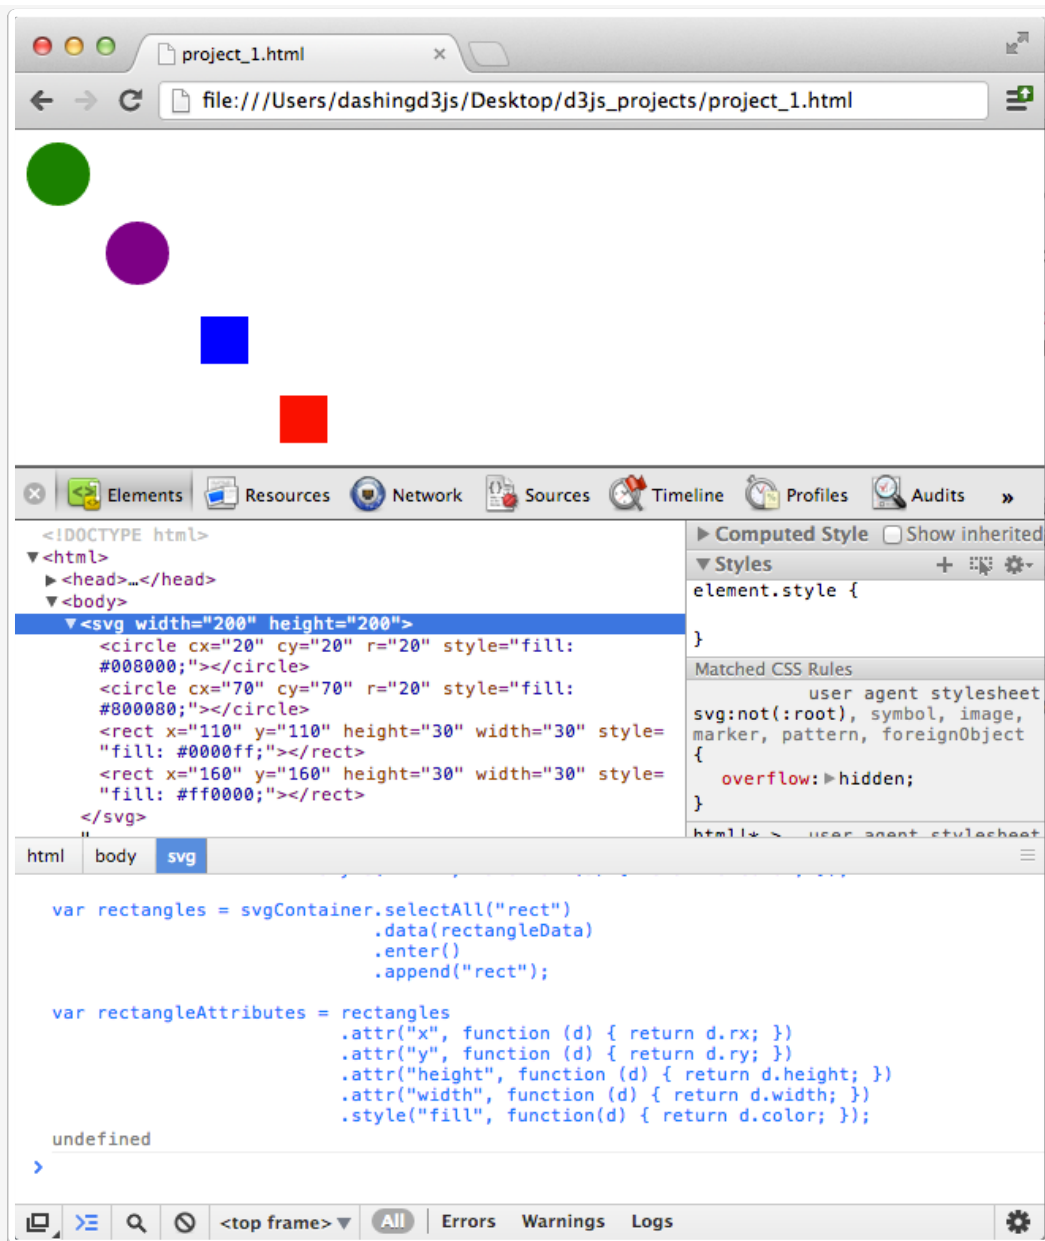 project_1.html
file:///Users/dashingd3js/Desktop/d3js_projects/project_1.html
Elements Resources Network Sources Timeline Profiles Audits »
<!DOCTYPE html>
▼<html>
▶<head>…</head>
▼<body>
▼<svg width="200" height="200">
<circle cx="20" cy="20" r="20" style="fill:
#008000;"></circle>
<circle cx="70" cy="70" r="20" style="fill:
#800080;"></circle>
<rect x="110" y="110" height="30" width="30" style=
"fill: #0000ff;"></rect>
<rect x="160" y="160" height="30" width="30" style=
"fill: #ff0000;"></rect>
</svg>
▶ Computed Style Show inherited
▼ Styles
element.style {
}
Matched CSS Rules
user agent stylesheet
svg:not(:root), symbol, image,
marker, pattern, foreignObject
{
overflow:▶hidden;
}
html|* > user agent stylesheet
html body svg
var rectangles = svgContainer.selectAll("rect")
.data(rectangleData)
.enter()
.append("rect");
var rectangleAttributes = rectangles
.attr("x", function (d) { return d.rx; })
.attr("y", function (d) { return d.ry; })
.attr("height", function (d) { return d.height; })
.attr("width", function (d) { return d.width; })
.style("fill", function(d) { return d.color; });
undefined
<top frame>▼ All Errors Warnings Logs